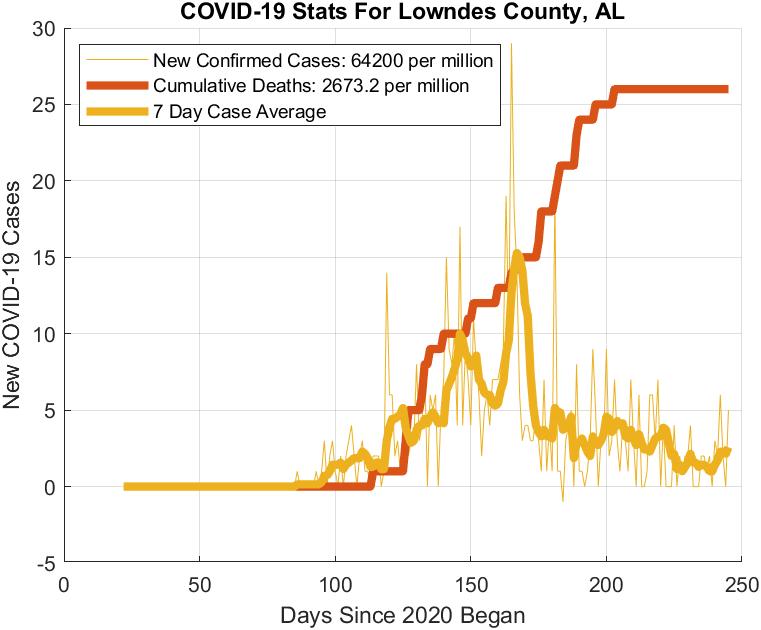 COVID-19 Stats For Lowndes County, AL
30
New Confirmed Cases: 64200 per million
Cumulative Deaths: 2673.2 per million
7 Day Case Average
25
20
15
10
5
0
-5
New COVID-19 Cases
0 50 100 150 200 250
Days Since 2020 Began